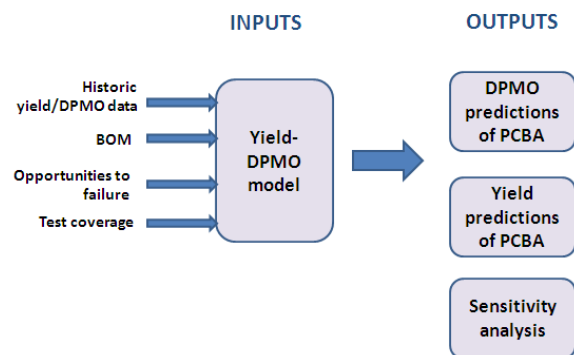 INPUTS
OUTPUTS
Historic
yield/DPMO data
BOM
Opportunities to
failure
Test coverage
Yield-
DPMO
model
DPMO
predictions
of PCBA
Yield
predictions
of PCBA
Sensitivity
analysis